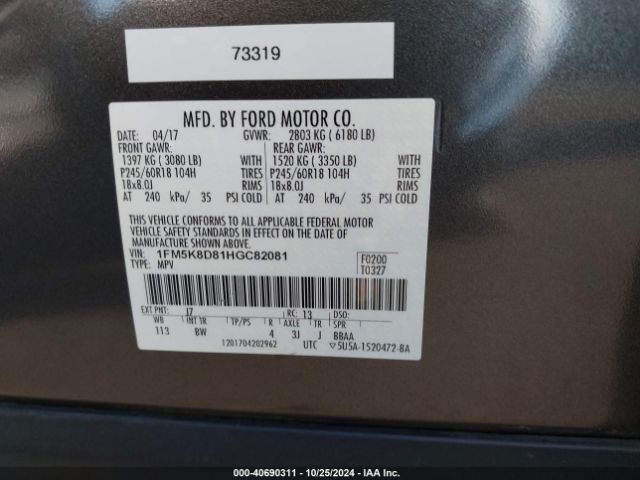 73319
MFD. BY FORD MOTOR CO.
DATE: 04/17 GVWR: 2803 KG ( 6180 LB)
FRONT GAWR: REAR GAWR:
1397 KG ( 3080 LB) WITH 1520 KG ( 3350 LB) WITH
P245/60R18 104H TIRES P245/60R18 104H TIRES
18x8.0J RIMS 18x8.0J RIMS
AT 240 kPa/ 35 PSI COLD AT 240 kPa/ 35 PSI COLD
THIS VEHICLE CONFORMS TO ALL APPLICABLE FEDERAL MOTOR
VEHICLE SAFETY STANDARDS IN EFFECT ON THE DATE OF
MANUFACTURE SHOWN ABOVE.
VIN: 1FM5K8D81HGC82081 F0200
TYPE: MPV T0327
EXT PNT: J7 RC: 13 DSO:
WB INT TR TP/PS R AXLE TR SPR
113 BW 4 3J J BBAA
1201704202962 UTC ▽5U5A-1520472-BA
000-40690311 - 10/25/2024 - IAA Inc.